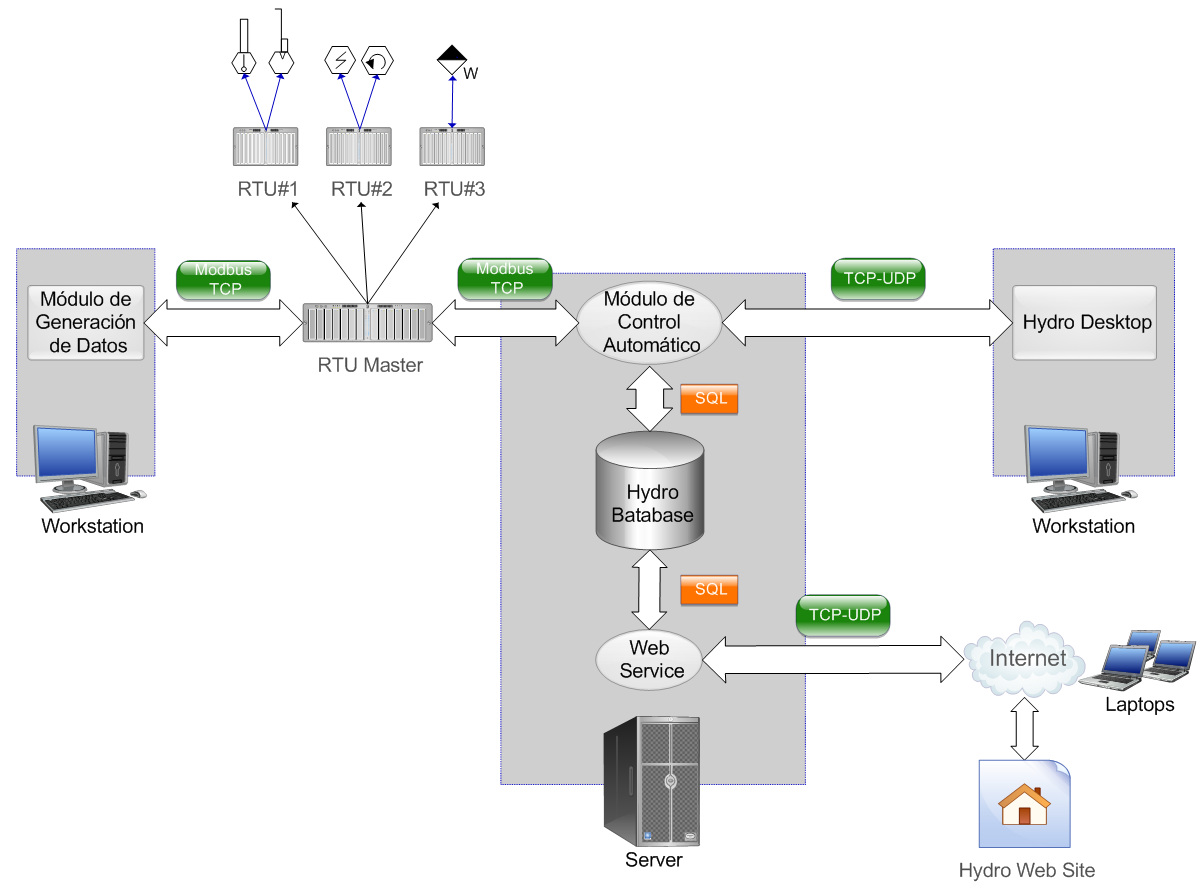 W
RTU#1
RTU#2
RTU#3
Modbus
TCP
Modbus
TCP
TCP-UDP
Módulo de
Generación
de Datos
RTU Master
Módulo de
Control
Automático
Hydro Desktop
SQL
Hydro
Batabase
Workstation
Workstation
SQL
TCP-UDP
Web
Service
Internet
Laptops
Server
Hydro Web Site